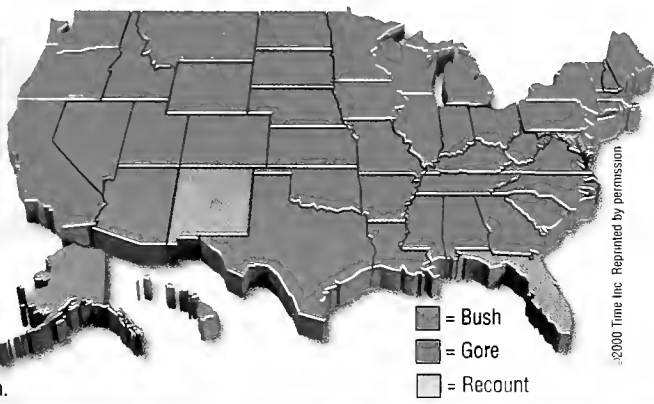 = Bush
= Gore
= Recount
©2000 Time Inc Reprinted by permission